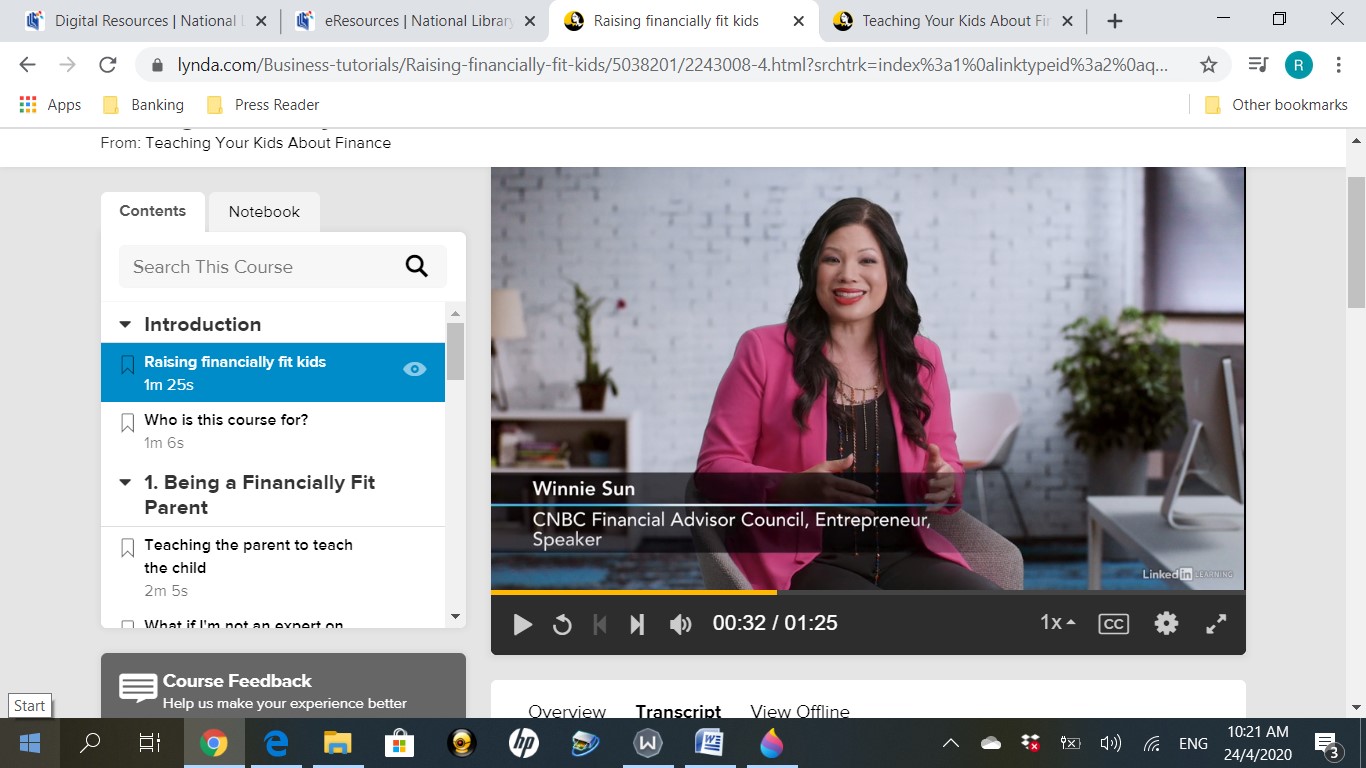 Digital Resources | National L
eResources | National Library
Raising financially fit kids
Teaching Your Kids About Fin
lynda.com/Business-tutorials/Raising-financially-fit-kids/5038201/2243008-4.html?srchtrk=index%3a1%0alinktypeid%3a2%0aq...
R
Apps
Banking
Press Reader
Other bookmarks
From: Teaching Your Kids About Finance
Contents
Notebook
Search This Course
Introduction
Raising financially fit kids
1m 25s
Who is this course for?
1m 6s
1. Being a Financially Fit
Parent
Teaching the parent to teach
the child
2m 5s
What if I'm not an expert on
Course Feedback
Help us make your experience better
Winnie Sun
CNBC Financial Advisor Council, Entrepreneur,
Speaker
Linked in LEARNING
00:32 / 01:25
1x
CC
Overview
Transcript
View Offline
Start
hp
W
W
ENG
10:21 AM
24/4/2020
3